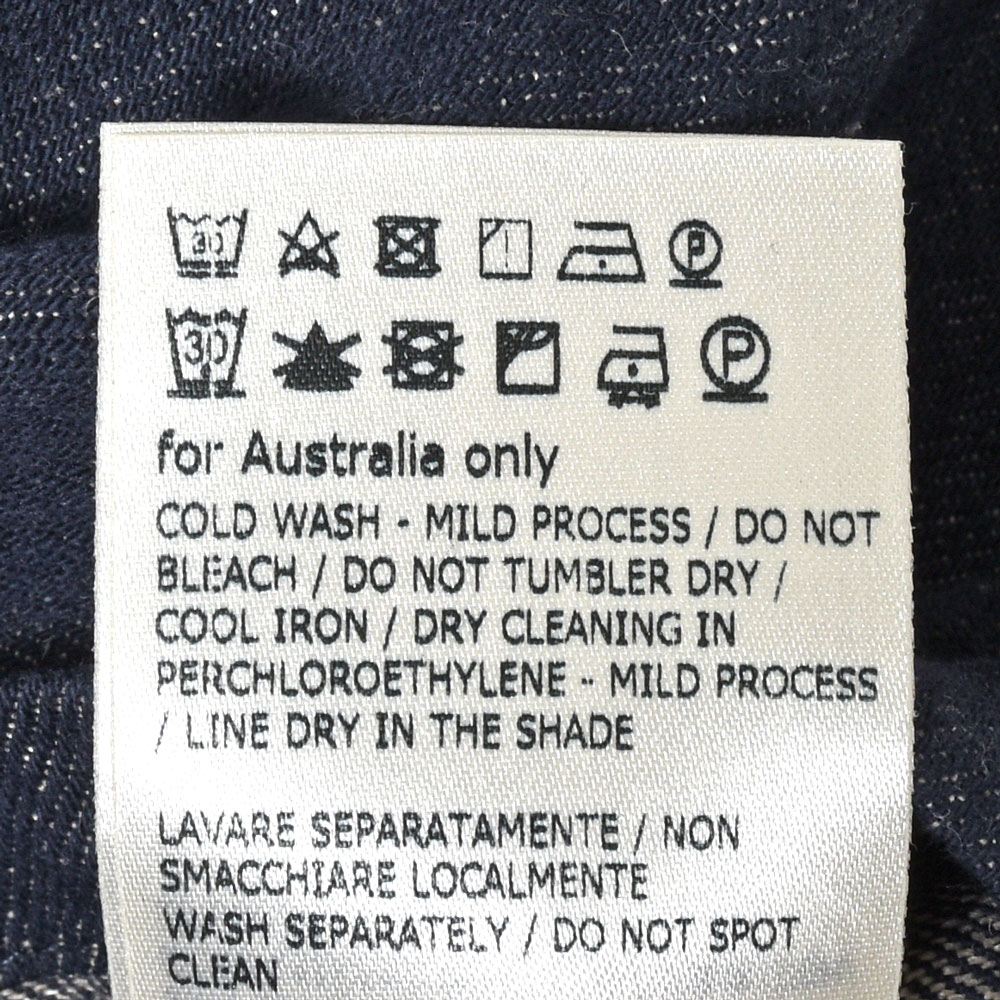 30 P
30 P
for Australia only
COLD WASH - MILD PROCESS / DO NOT
BLEACH / DO NOT TUMBLER DRY /
COOL IRON / DRY CLEANING IN
PERCHLOROETHYLENE - MILD PROCESS
/ LINE DRY IN THE SHADE
LAVARE SEPARATAMENTE / NON
SMACCHIARE LOCALMENTE
WASH SEPARATELY / DO NOT SPOT
CLEAN